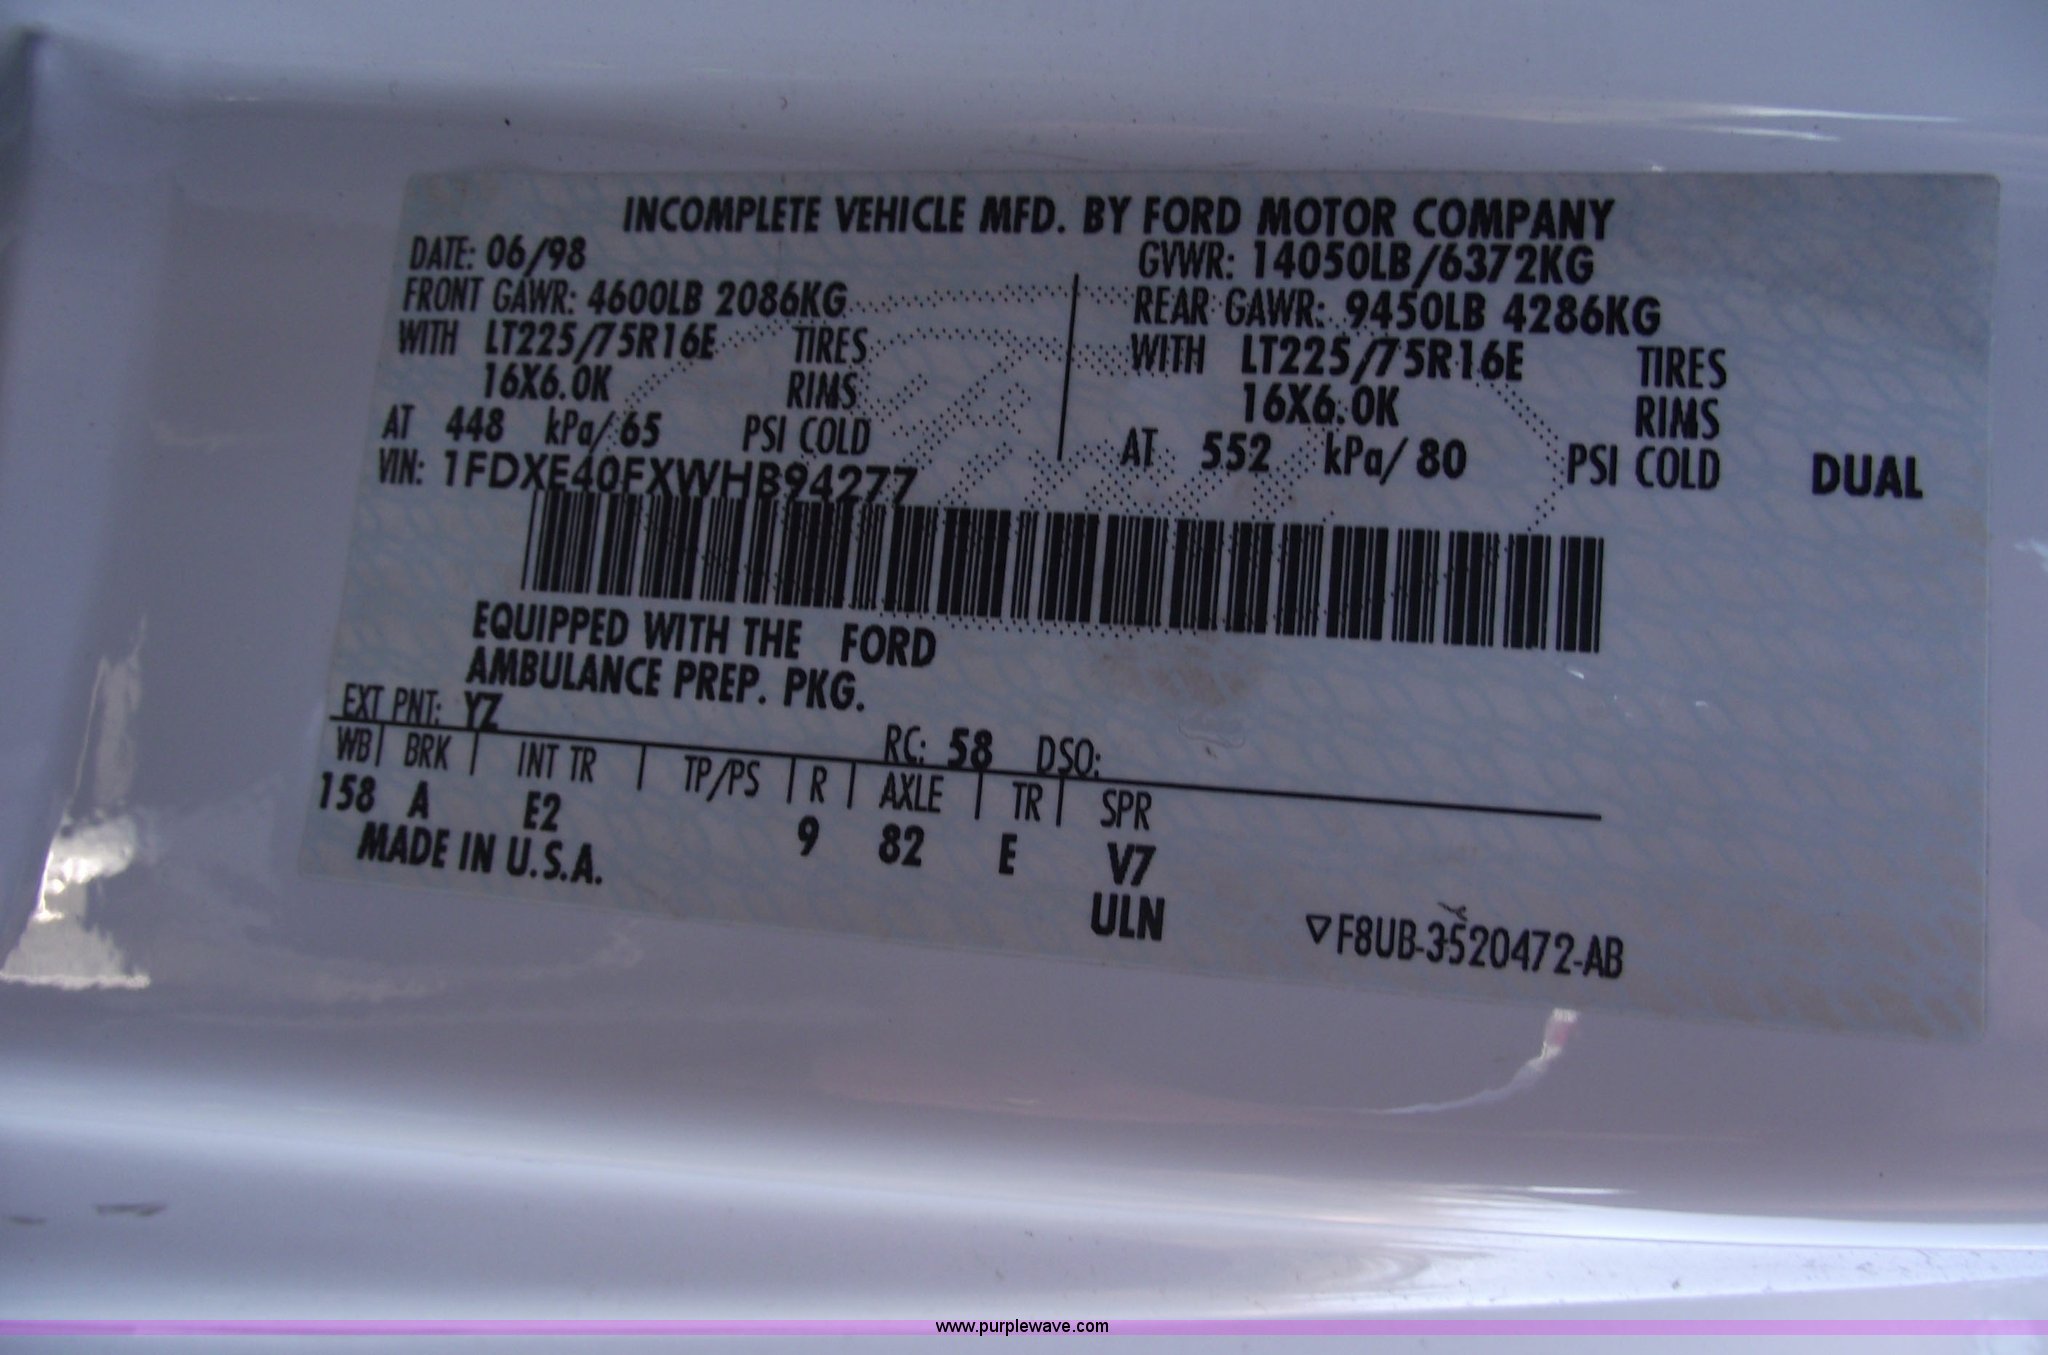 INCOMPLETE VEHICLE MFD. BY FORD MOTOR COMPANY
DATE: 06/98 GVWR: 14050LB/6372KG
FRONT GAWR: 4600LB 2086KG REAR GAWR: 9450LB 4286KG
WITH LT225/75R16E TIRES WITH LT225/75R16E TIRES
16X6.0K RIMS 16X6.0K RIMS
AT 448 kPa/65 PSI COLD AT 552 kPa/80 PSI COLD DUAL
VIN: 1FDXE40FXWHB94277
EQUIPPED WITH THE FORD
AMBULANCE PREP. PKG.
EXT PNT: YZ RC: 58 DSO:
WB | BRK | INT TR | TP/PS | R | AXLE | TR | SPR
158 A E2 9 82 E V7
MADE IN U.S.A. ULN
▽F8UB-3520472-AB
www.purplewave.com